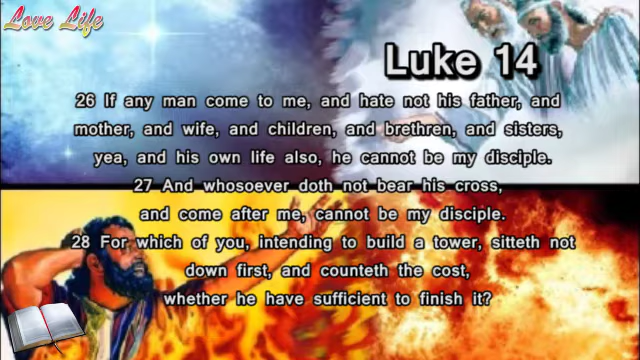 Love Life
Luke 14
26 If any man come to me, and hate not his father, and
mother, and wife, and children, and brethren, and sisters,
yea, and his own life also, he cannot be my disciple.
27 And whosoever doth not bear his cross,
and come after me, cannot be my disciple.
28 For which of you, intending to build a tower, sitteth not
down first, and counteth the cost,
whether he have sufficient to finish it?